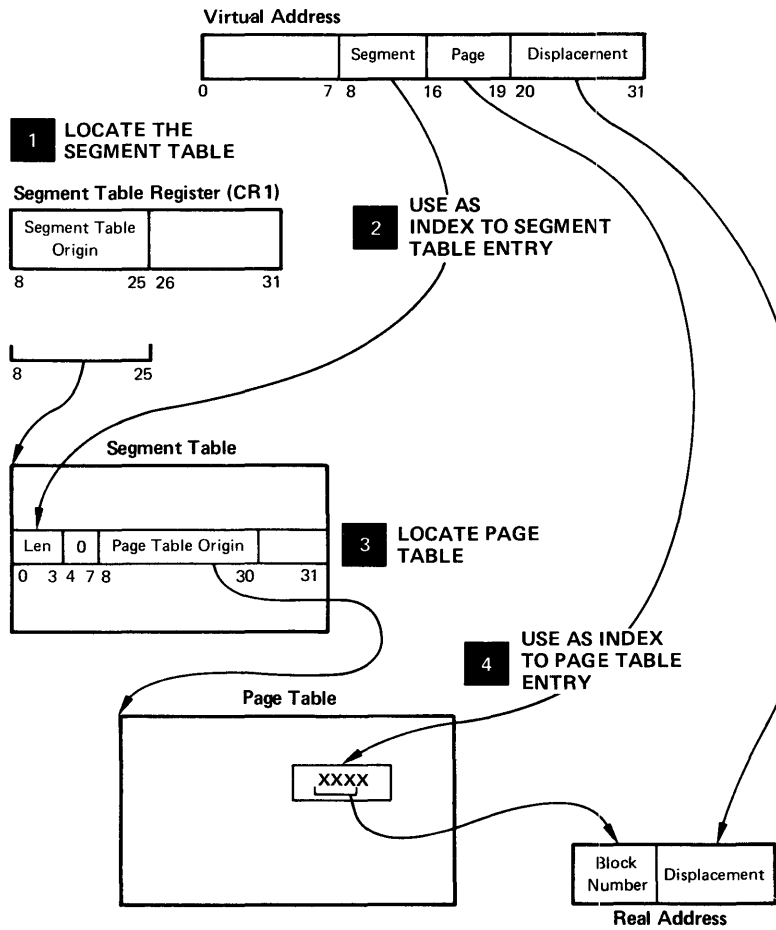 Virtual Address
Segment Page Displacement
0 7 8 16 19 20 31
1 LOCATE THE
SEGMENT TABLE
Segment Table Register (CR1)
Segment Table
Origin
8 25 26 31
2 USE AS
INDEX TO SEGMENT
TABLE ENTRY
8 25
Segment Table
Len 0 Page Table Origin
0 3 4 7 8 30 31
3 LOCATE PAGE
TABLE
4 USE AS INDEX
TO PAGE TABLE
ENTRY
Page Table
XXXX
Block
Number
Displacement
Real Address